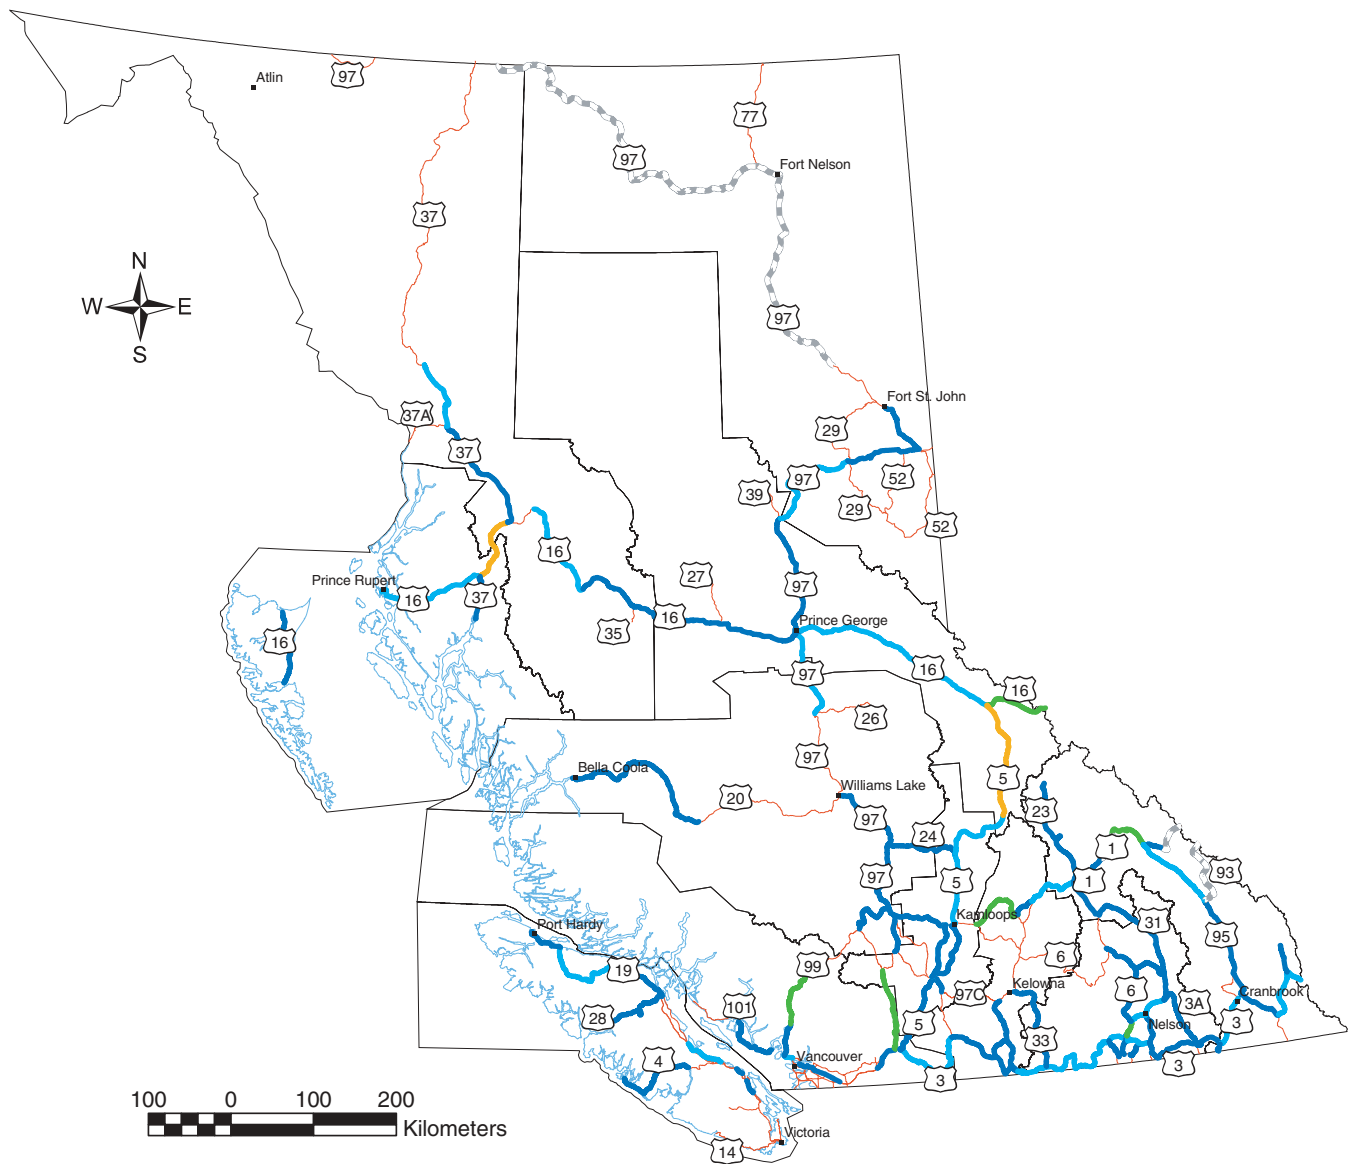 Atlin
97
77
97
Fort Nelson
37
N
W E
S
97
Fort St. John
37A
29
37
97
52
39
29
52
16
27
97
Prince Rupert
16
37
16
Prince George
35
16
97
16
16
26
97
Bella Coola
5
Williams Lake
20
23
97
24
1
97
5
1
93
Kamloops
31
Port Hardy
95
99
6
19
Kelowna
97C
6
3A
Cranbrook
101
28
5
Nelson
3
33
4
Vancouver
3
3
100 0 100 200
Kilometers
Victoria
14